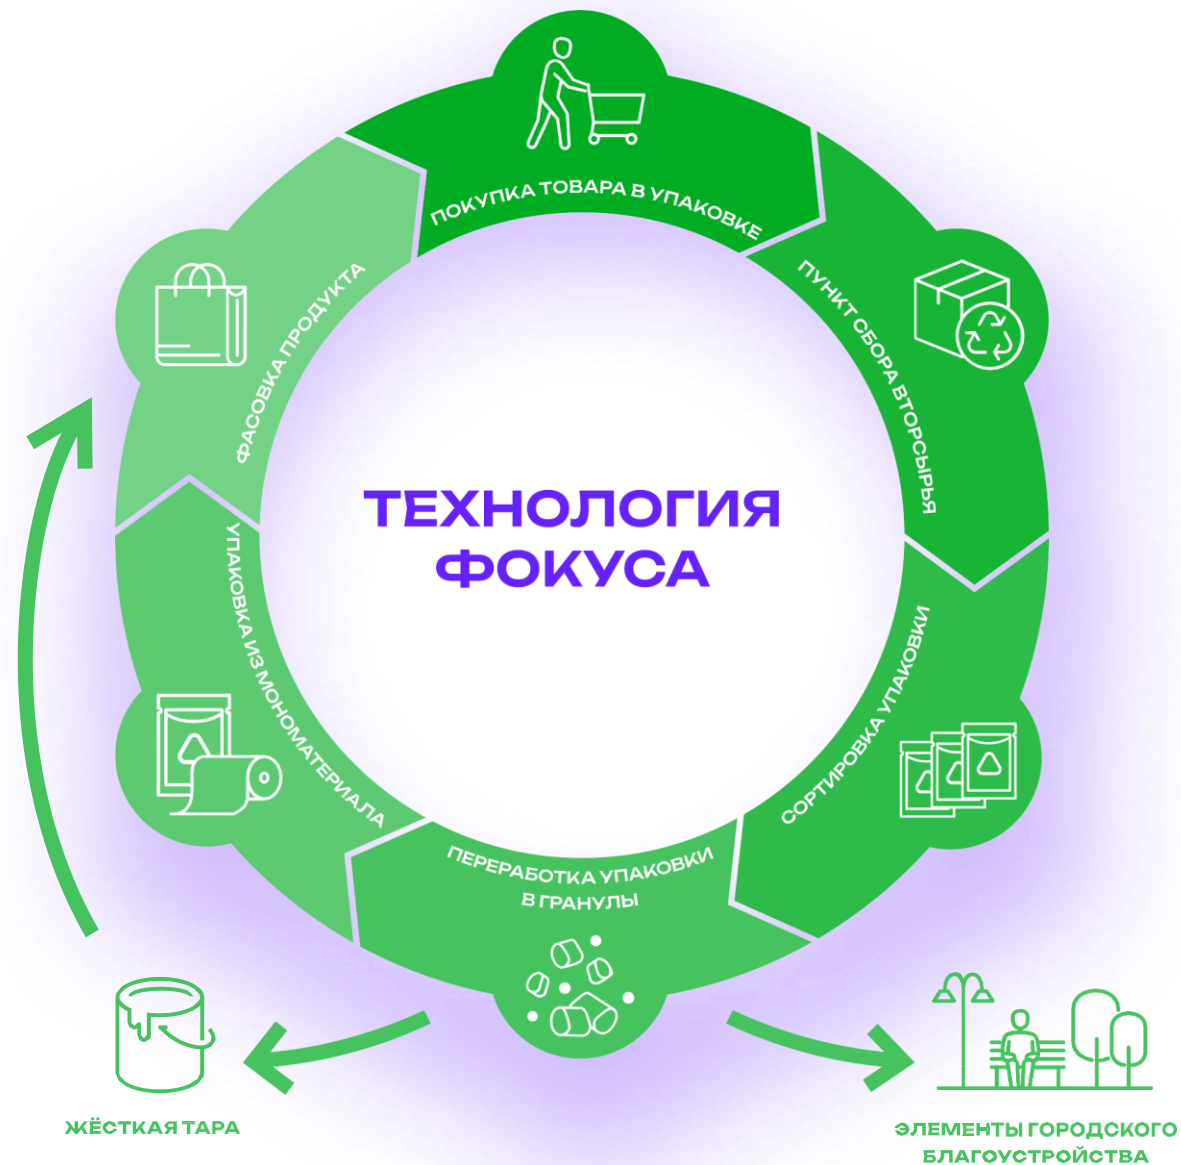 ПОКУПКА ТОВАРА В УПАКОВКЕ
ПУНКТ СБОРА ВТОРСЫРЬЯ
СОРТИРОВКА УПАКОВКИ
ПЕРЕРАБОТКА УПАКОВКИ
В ГРАНУЛЫ
УПАКОВКА ИЗ МОНОМАТЕРИАЛА
ФАСОВКА ПРОДУКТА
ТЕХНОЛОГИЯ
ФОКУСА
ЖЁСТКАЯ ТАРА
ЭЛЕМЕНТЫ ГОРОДСКОГО
БЛАГОУСТРОЙСТВА